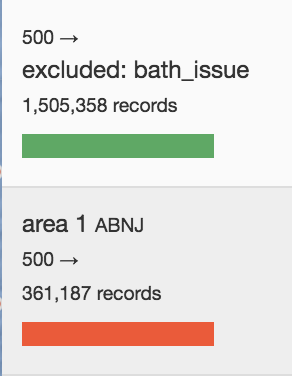 500 →
excluded: bath_issue
1,505,358 records
area 1 ABNJ
500 →
361,187 records